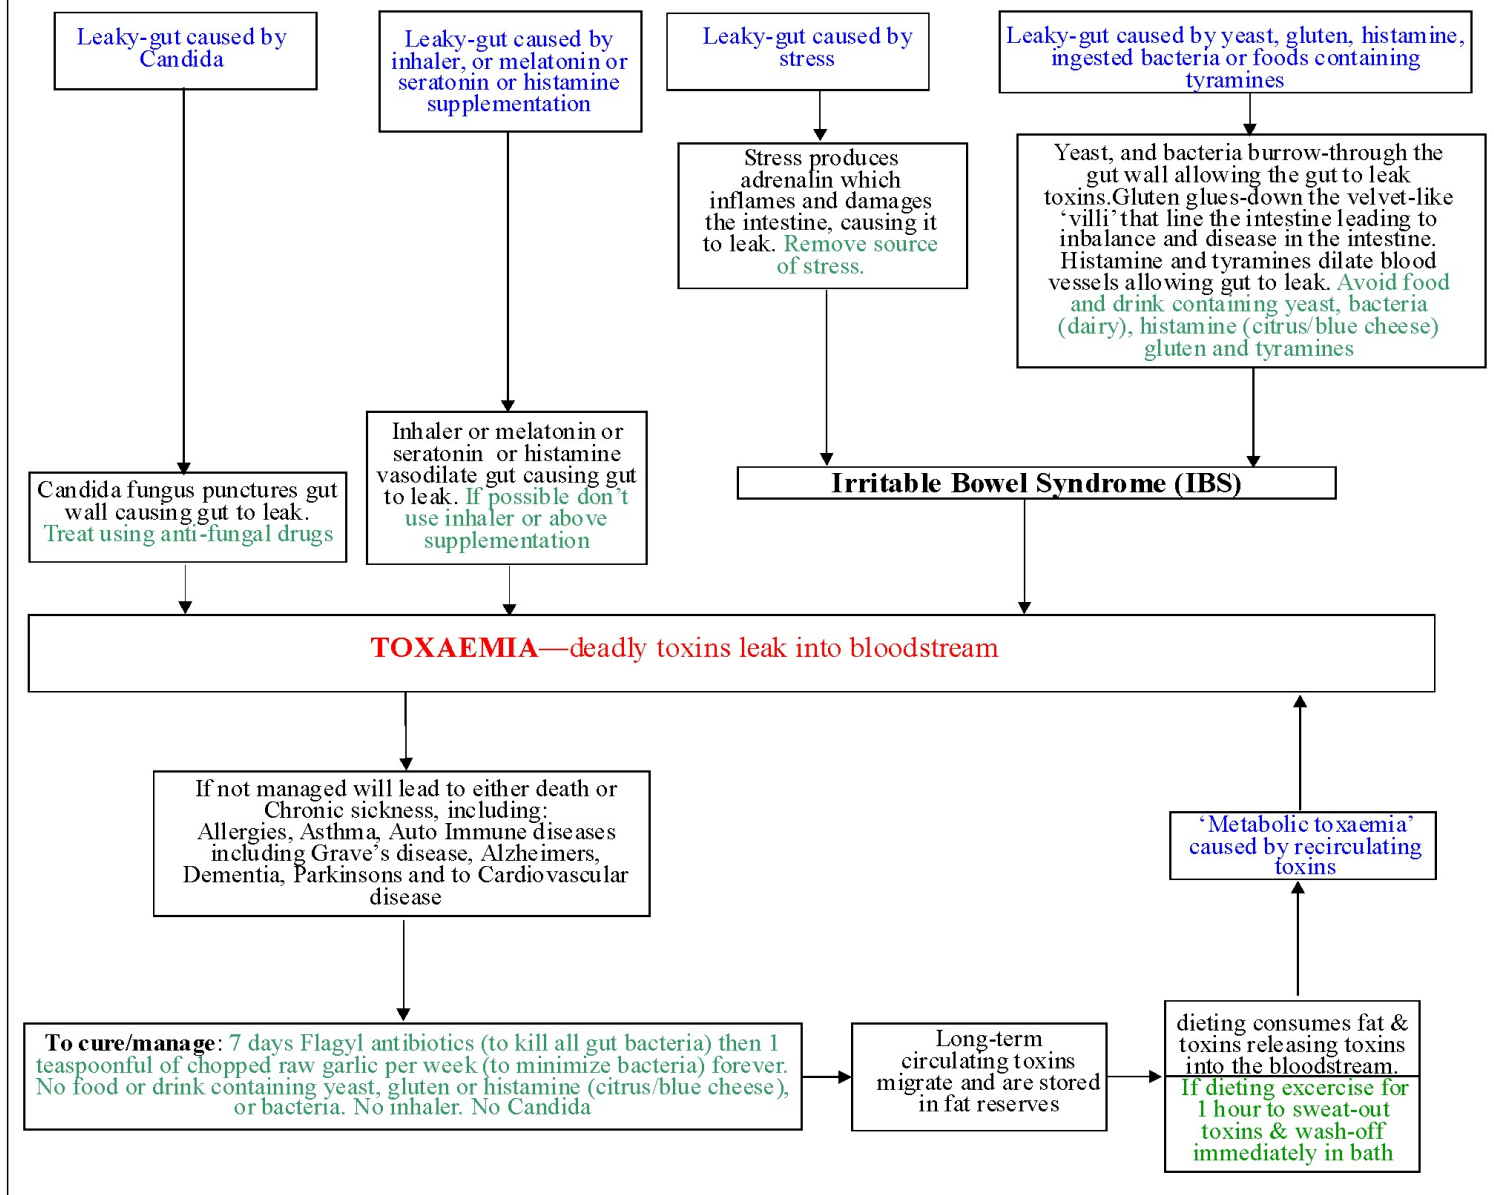 Leaky-gut caused by
Candida
Leaky-gut caused by
inhaler, or melatonin or
seratonin or histamine
supplementation
Leaky-gut caused by
stress
Leaky-gut caused by yeast, gluten, histamine,
ingested bacteria or foods containing
tyramines
Stress produces
adrenalin which
inflames and damages
the intestine, causing it
to leak. Remove source
of stress.
Yeast, and bacteria burrow-through the
gut wall allowing the gut to leak
toxins.Gluten glues-down the velvet-like
‘villi’ that line the intestine leading to
inbalance and disease in the intestine.
Histamine and tyramines dilate blood
vessels allowing gut to leak. Avoid food
and drink containing yeast, bacteria
(dairy), histamine (citrus/blue cheese)
gluten and tyramines
Candida fungus punctures gut
wall causing gut to leak.
Treat using anti-fungal drugs
Inhaler or melatonin or
seratonin or histamine
vasodilate gut causing gut
to leak. If possible don’t
use inhaler or above
supplementation
Irritable Bowel Syndrome (IBS)
TOXAEMIA—deadly toxins leak into bloodstream
If not managed will lead to either death or
Chronic sickness, including:
Allergies, Asthma, Auto Immune diseases
including Grave’s disease, Alzheimers,
Dementia, Parkinsons and to Cardiovascular
disease
‘Metabolic toxaemia’
caused by recirculating
toxins
To cure/manage: 7 days Flagyl antibiotics (to kill all gut bacteria) then 1
teaspoonful of chopped raw garlic per week (to minimize bacteria) forever.
No food or drink containing yeast, gluten or histamine (citrus/blue cheese),
or bacteria. No inhaler. No Candida
Long-term
circulating toxins
migrate and are stored
in fat reserves
dieting consumes fat &
toxins releasing toxins
into the bloodstream.
If dieting excercise for
1 hour to sweat-out
toxins & wash-off
immediately in bath